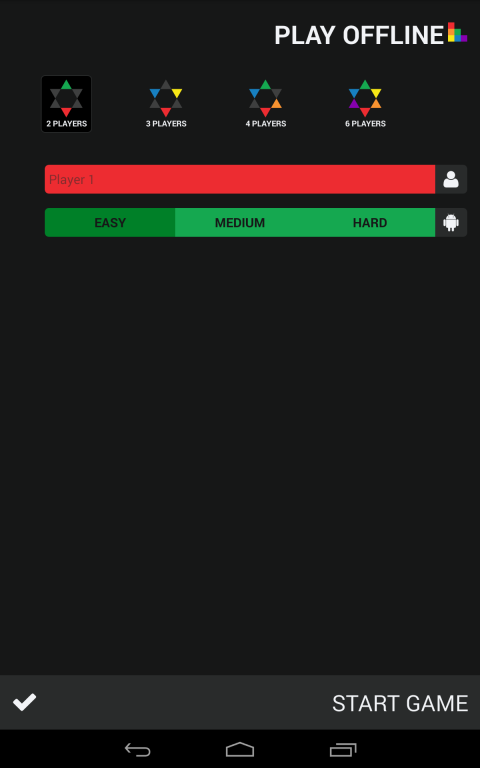 PLAY OFFLINE
2 PLAYERS
3 PLAYERS
4 PLAYERS
6 PLAYERS
Player 1
EASY MEDIUM HARD
START GAME